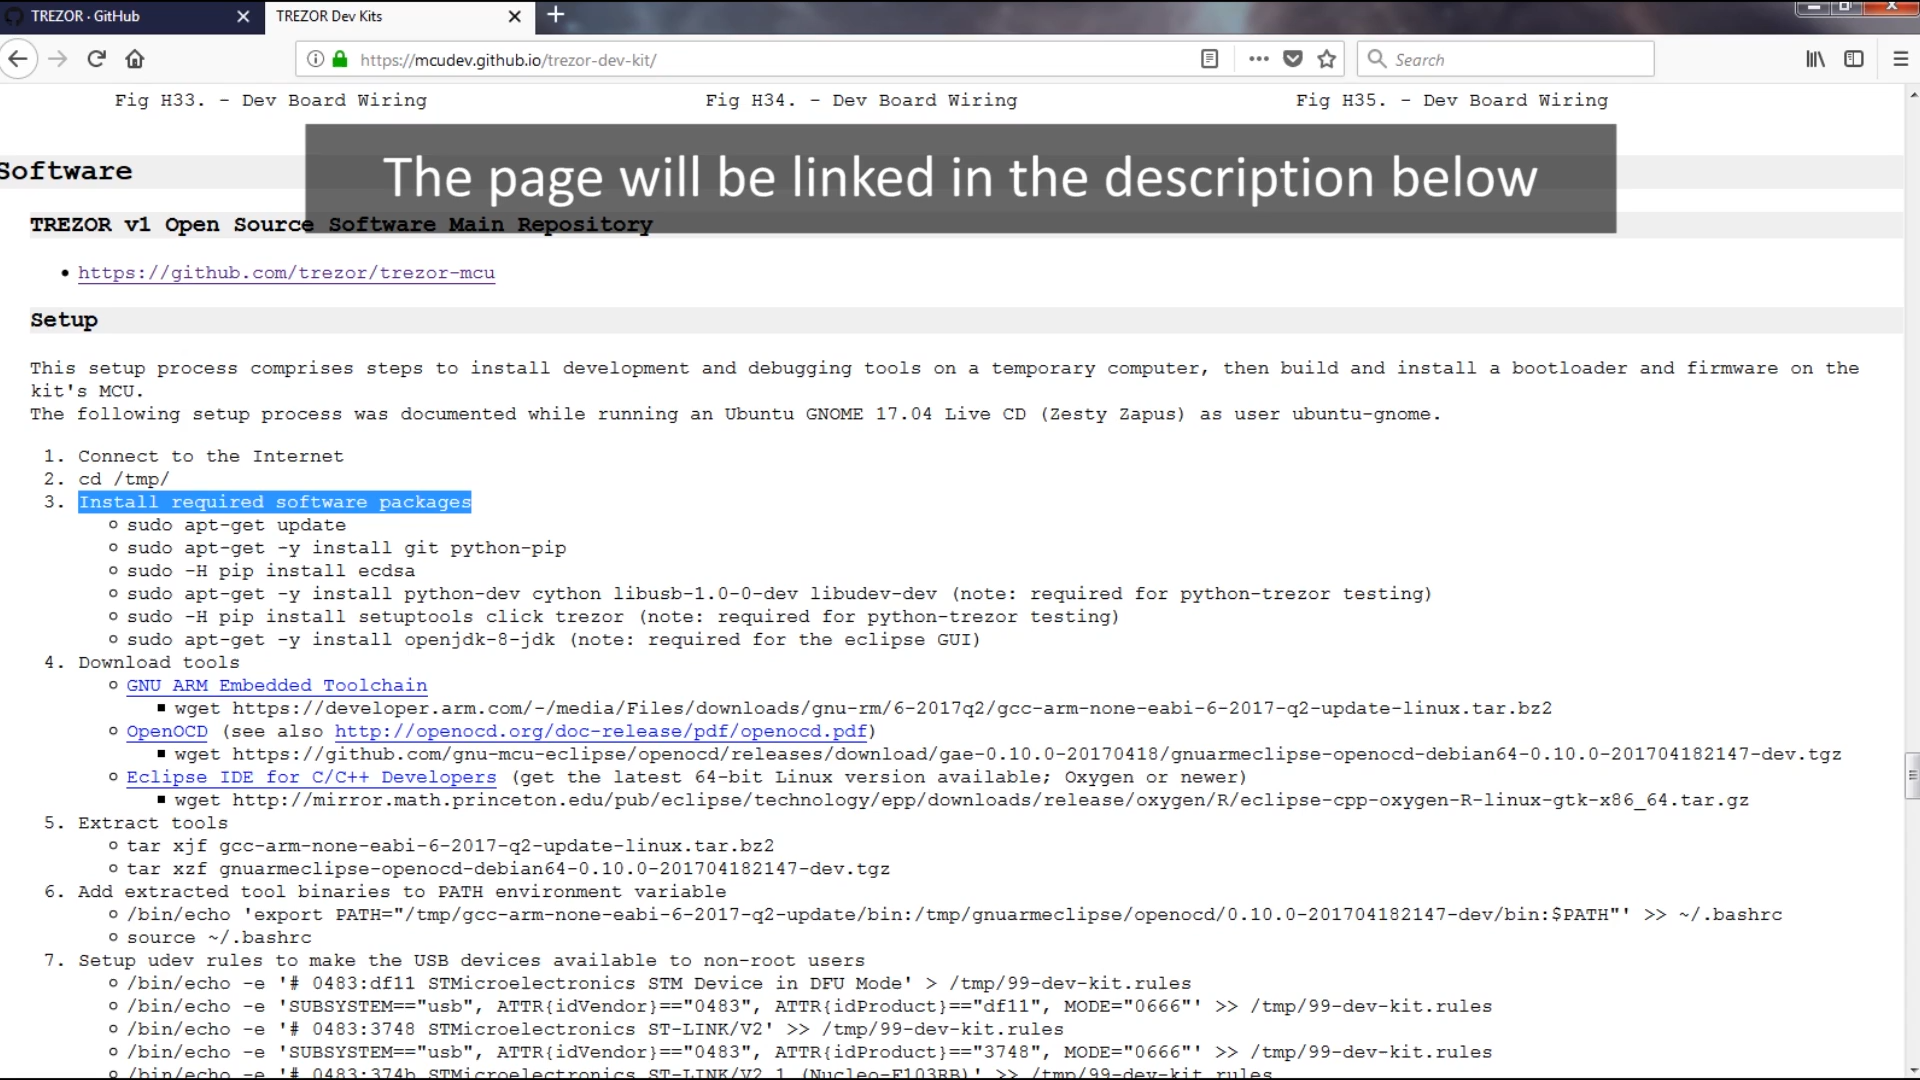 TREZOR · GitHub
TREZOR Dev Kits
https://mcudev.github.io/trezor-dev-kit/
Search
Fig H33. - Dev Board Wiring
Fig H34. - Dev Board Wiring
Fig H35. - Dev Board Wiring
The page will be linked in the description below
Software
TREZOR v1 Open Source Software Main Repository
• https://github.com/trezor/trezor-mcu
Setup
This setup process comprises steps to install development and debugging tools on a temporary computer, then build and install a bootloader and firmware on the
kit's MCU.
The following setup process was documented while running an Ubuntu GNOME 17.04 Live CD (Zesty Zapus) as user ubuntu-gnome.
1. Connect to the Internet
2. cd /tmp/
3. Install required software packages
sudo apt-get update
sudo apt-get -y install git python-pip
sudo -H pip install ecdsa
sudo apt-get -y install python-dev cython libusb-1.0-0-dev libudev-dev (note: required for python-trezor testing)
sudo -H pip install setuptools click trezor (note: required for python-trezor testing)
sudo apt-get -y install openjdk-8-jdk (note: required for the eclipse GUI)
4. Download tools
GNU ARM Embedded Toolchain
wget https://developer.arm.com/-/media/Files/downloads/gnu-rm/6-2017q2/gcc-arm-none-eabi-6-2017-q2-update-linux.tar.bz2
OpenOCD (see also http://openocd.org/doc-release/pdf/openocd.pdf)
wget https://github.com/gnu-mcu-eclipse/openocd/releases/download/gae-0.10.0-20170418/gnuarmeclipse-openocd-debian64-0.10.0-201704182147-dev.tgz
Eclipse IDE for C/C++ Developers (get the latest 64-bit Linux version available; Oxygen or newer)
wget http://mirror.math.princeton.edu/pub/eclipse/technology/epp/downloads/release/oxygen/R/eclipse-cpp-oxygen-R-linux-gtk-x86_64.tar.gz
5. Extract tools
tar xjf gcc-arm-none-eabi-6-2017-q2-update-linux.tar.bz2
tar xzf gnuarmeclipse-openocd-debian64-0.10.0-201704182147-dev.tgz
6. Add extracted tool binaries to PATH environment variable
/bin/echo 'export PATH="/tmp/gcc-arm-none-eabi-6-2017-q2-update/bin:/tmp/gnuarmeclipse/openocd/0.10.0-201704182147-dev/bin:$PATH"' >> ~/.bashrc
source ~/.bashrc
7. Setup udev rules to make the USB devices available to non-root users
/bin/echo -e '# 0483:df11 STMicroelectronics STM Device in DFU Mode' > /tmp/99-dev-kit.rules
/bin/echo -e 'SUBSYSTEM=="usb", ATTR{idVendor}=="0483", ATTR{idProduct}=="df11", MODE="0666"' >> /tmp/99-dev-kit.rules
/bin/echo -e '# 0483:3748 STMicroelectronics ST-LINK/V2' >> /tmp/99-dev-kit.rules
/bin/echo -e 'SUBSYSTEM=="usb", ATTR{idVendor}=="0483", ATTR{idProduct}=="3748", MODE="0666"' >> /tmp/99-dev-kit.rules
/bin/echo -e '# 0483:374b STMicroelectronics ST-LINK/V2.1 (Nucleo-F103RB)' >> /tmp/99-dev-kit.rules